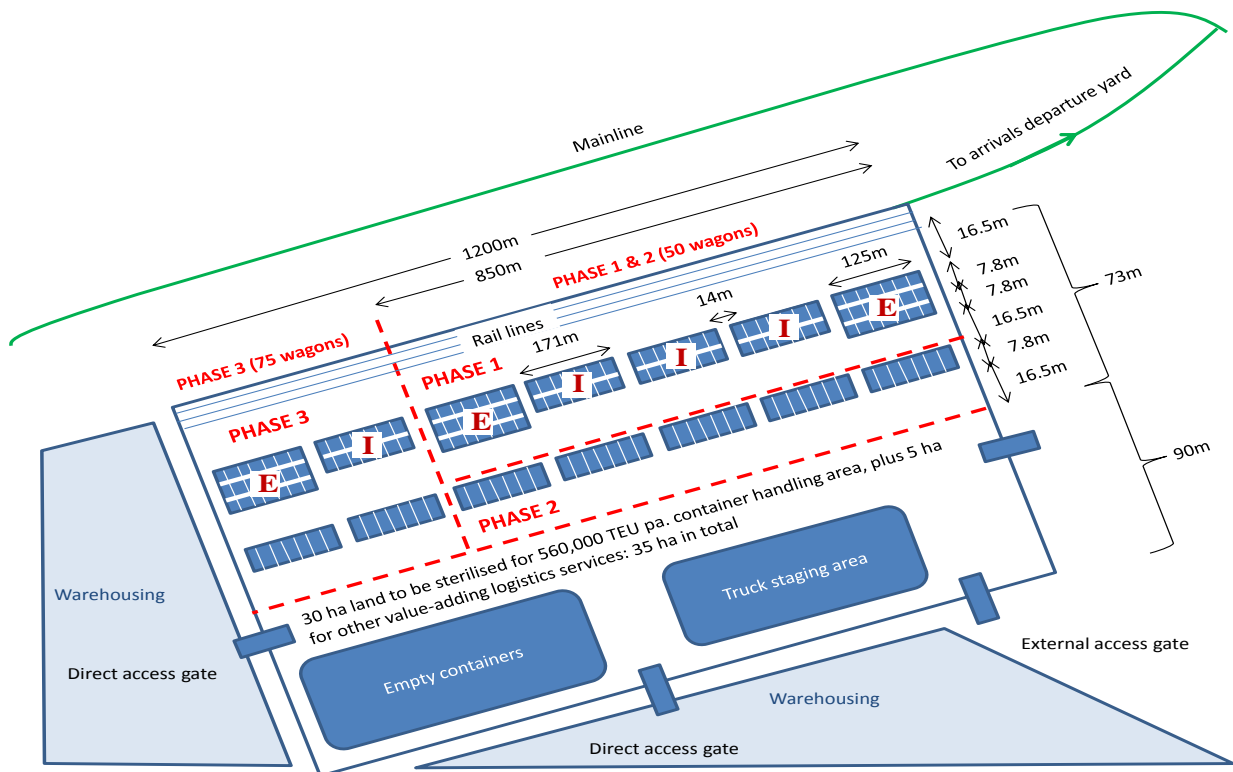 Mainline
To arrivals departure yard
1200m
850m
PHASE 1 & 2 (50 wagons)
125m
16.5m
7.8m
7.8m
16.5m
7.8m
16.5m
73m
90m
14m
Rail lines
171m
PHASE 3 (75 wagons)
PHASE 1
PHASE 3
E
I
E
I
I
I
E
PHASE 2
30 ha land to be sterilised for 560,000 TEU pa. container handling area, plus 5 ha
for other value-adding logistics services: 35 ha in total
Truck staging area
Empty containers
Warehousing
Direct access gate
External access gate
Warehousing
Direct access gate